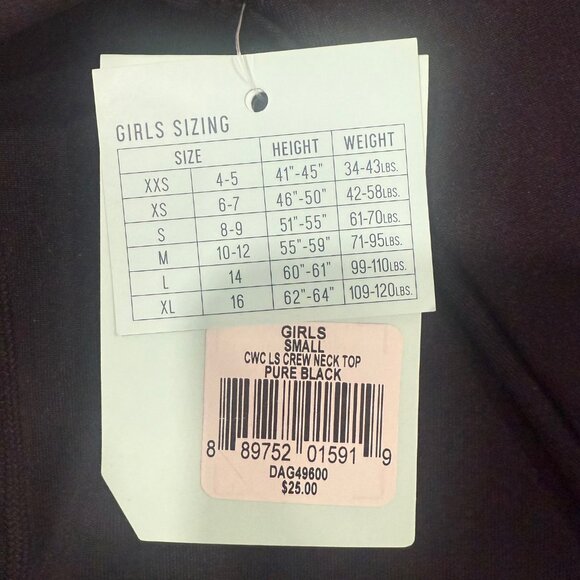 GIRLS SIZING
SIZE HEIGHT WEIGHT
XXS 4-5 41"-45" 34-43LBS.
XS 6-7 46"-50" 42-58LBS.
S 8-9 51"-55" 61-70LBS.
M 10-12 55"-59" 71-95LBS.
L 14 60"-61" 99-110LBS.
XL 16 62"-64" 109-120LBS.
GIRLS
SMALL
CWC LS CREW NECK TOP
PURE BLACK
8 89752 01591 9
DAG49600
$25.00